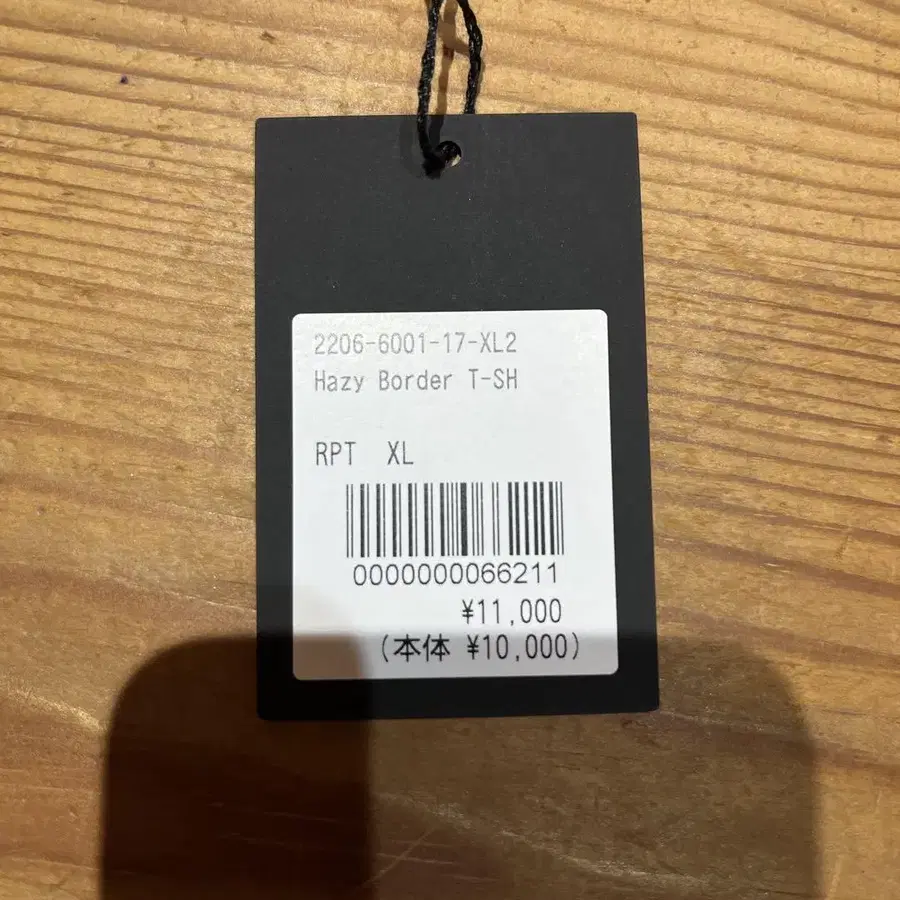 2206-6001-17-XL2
Hazy Border T-SH
RPT XL
0000000066211
¥11,000
(本体 ¥10,000)